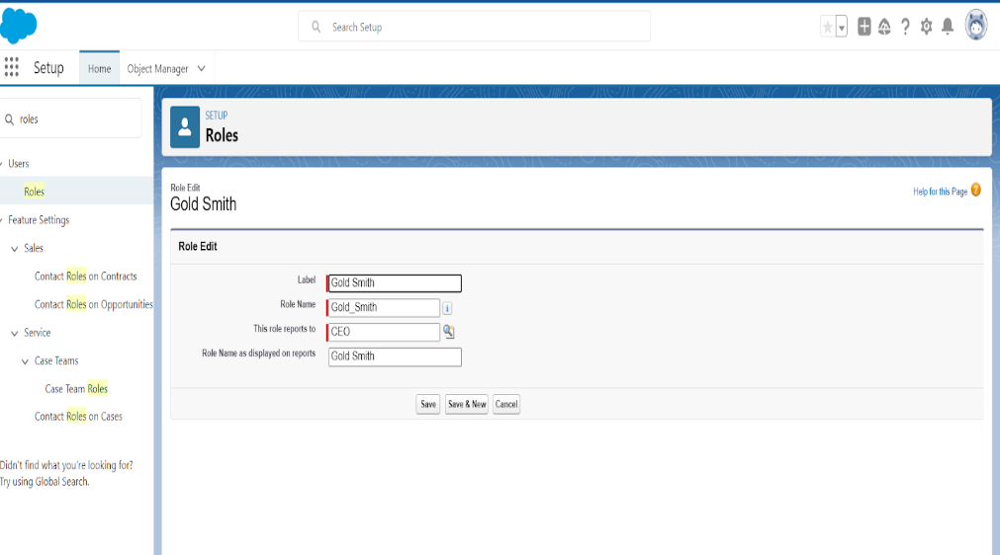 Search Setup
Setup
Home
Object Manager
roles
Users
Roles
Feature Settings
Sales
Contact Roles on Contracts
Contact Roles on Opportunities
Service
Case Teams
Case Team Roles
Contact Roles on Cases
Didn't find what you're looking for?
Try using Global Search.
SETUP
Roles
Role Edit
Gold Smith
Help for this Page ?
Role Edit
Label Gold Smith
Role Name Gold_Smith i
This role reports to CEO
Role Name as displayed on reports Gold Smith
Save Save & New Cancel